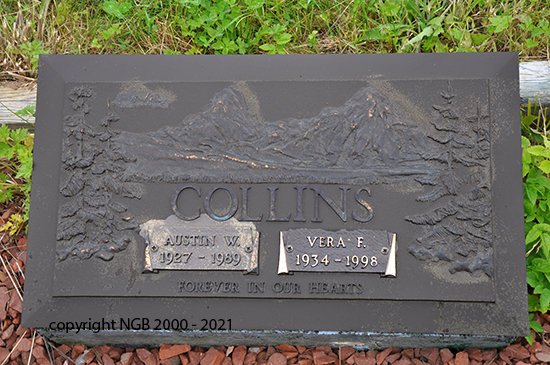 COLLINS
AUSTIN W.
1927 - 1989
VERA F.
1934 - 1998
FOREVER IN OUR HEARTS
copyright NGB 2000 - 2021